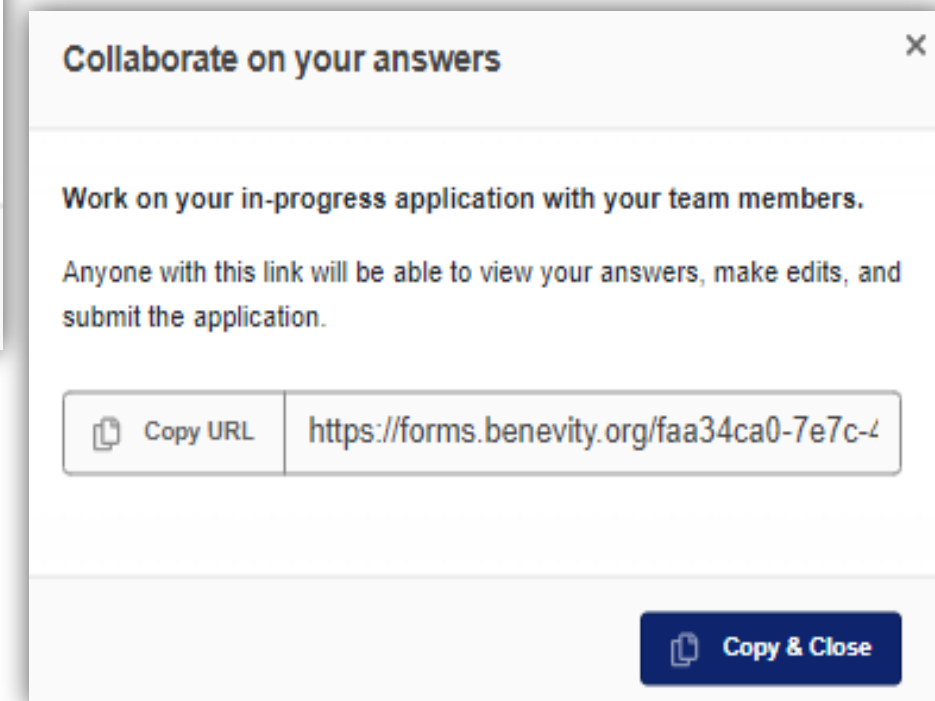 Collaborate on your answers
Work on your in-progress application with your team members.
Anyone with this link will be able to view your answers, make edits, and
submit the application.
Copy URL
https://forms.benevity.org/faa34ca0-7e7c-4
Copy & Close